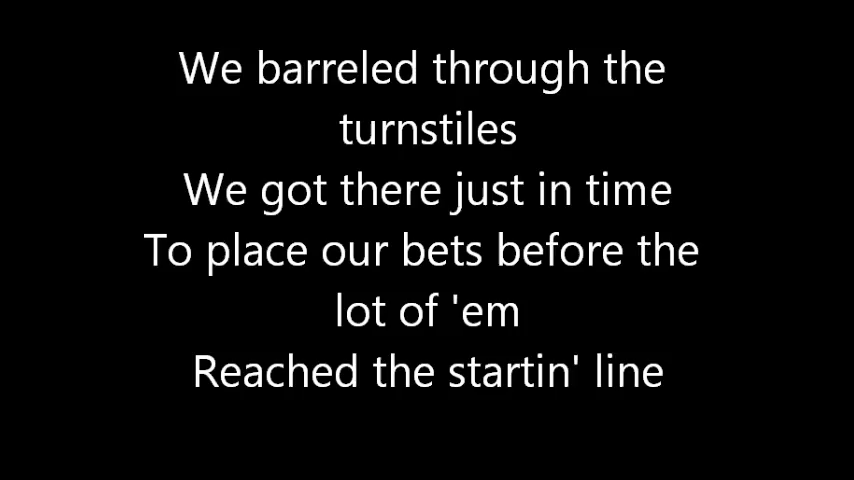 We barreled through the
turnstiles
We got there just in time
To place our bets before the
lot of 'em
Reached the startin' line